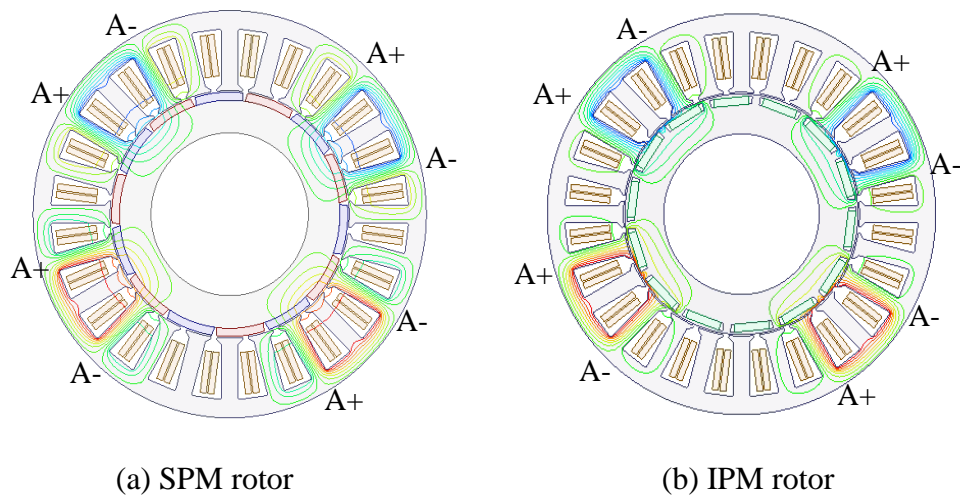 A-
A+
A+
A-
A+
A-
A-
A+
A-
A+
A+
A-
A+
A-
A-
A+
(a) SPM rotor
(b) IPM rotor